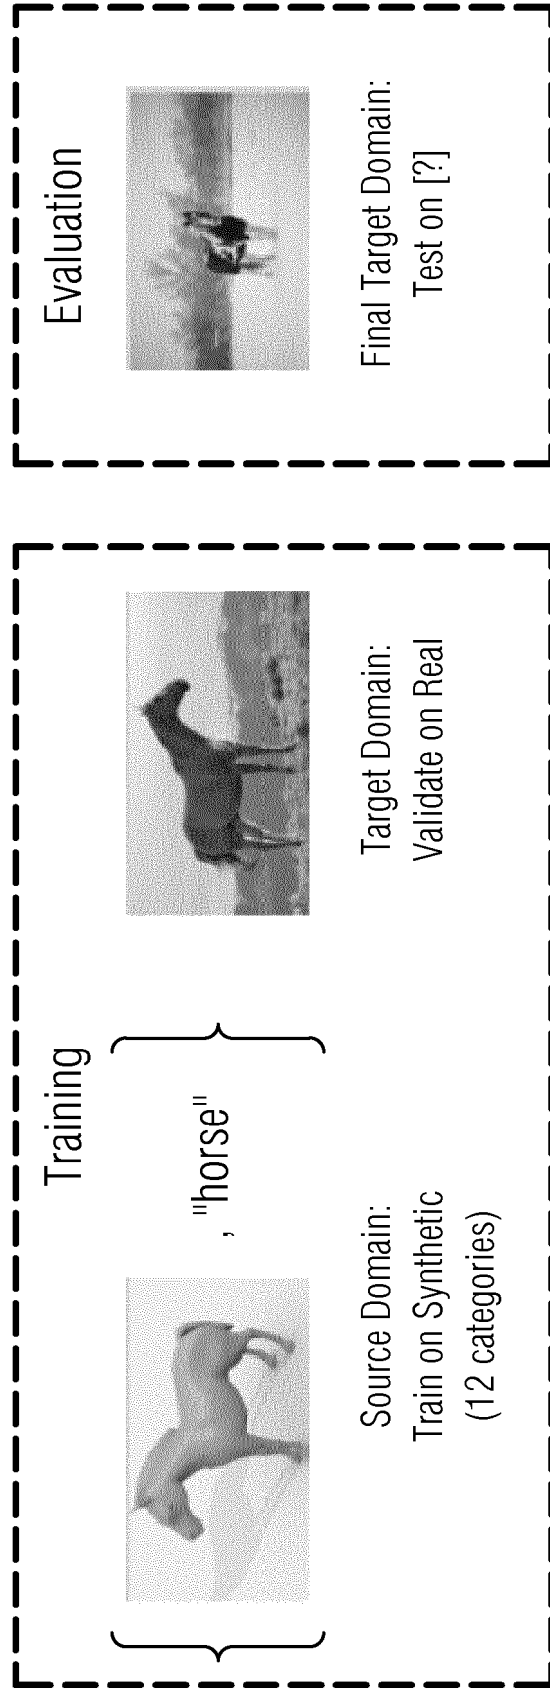 Training
, "horse"
Source Domain:
Train on Synthetic
(12 categories)
Target Domain:
Validate on Real
Evaluation
Final Target Domain:
Test on [?]